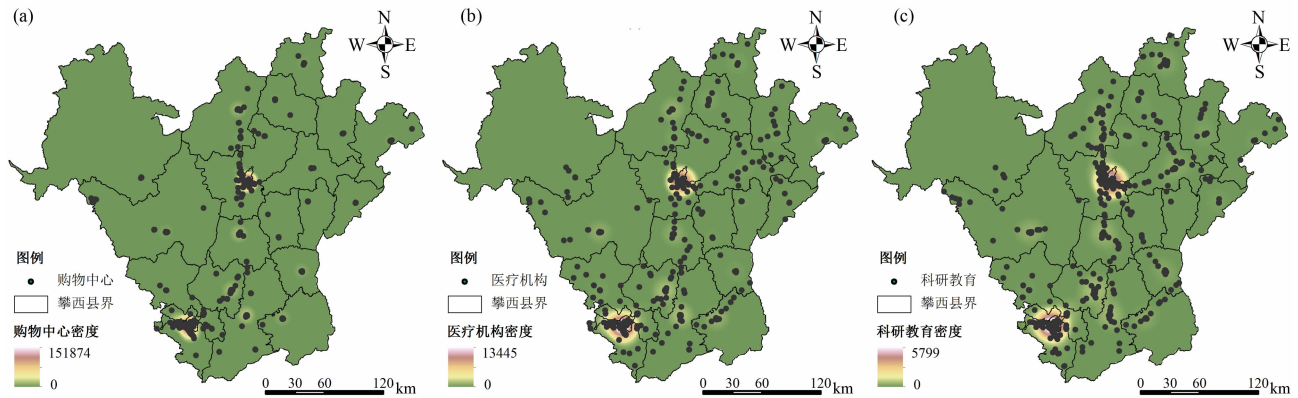 (a)
N
W E
S
图例
购物中心
攀西县界
购物中心密度
151874
0
0 30 60 120
km
(b)
N
W E
S
图例
医疗机构
攀西县界
医疗机构密度
13445
0
0 30 60 120
km
(c)
N
W E
S
图例
科研教育
攀西县界
科研教育密度
5799
0
0 30 60 120
km